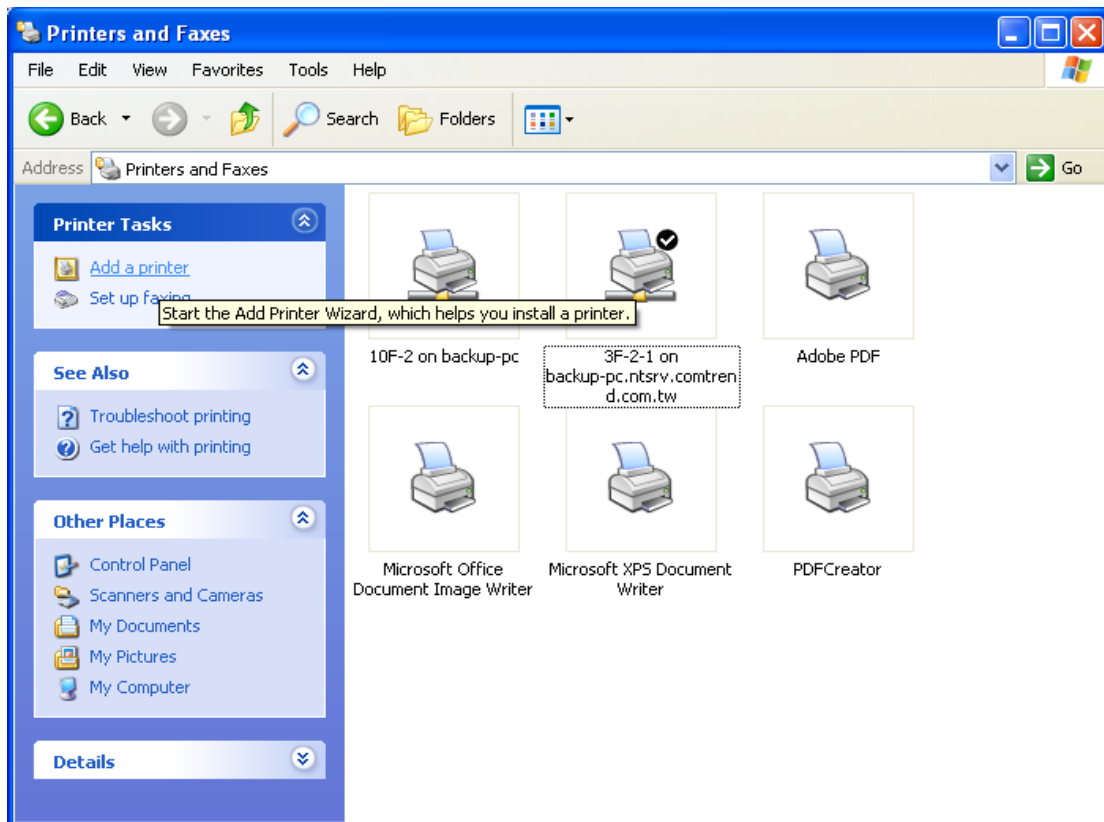 Printers and Faxes
File Edit View Favorites Tools Help
Back Search Folders
Address Printers and Faxes Go
Printer Tasks
Add a printer
Set up faxing
Start the Add Printer Wizard, which helps you install a printer.
See Also
Troubleshoot printing
Get help with printing
Other Places
Control Panel
Scanners and Cameras
My Documents
My Pictures
My Computer
Details
10F-2 on backup-pc
3F-2-1 on
backup-pc.ntsrv.comtren
d.com.tw
Adobe PDF
Microsoft Office
Document Image Writer
Microsoft XPS Document
Writer
PDFCreator